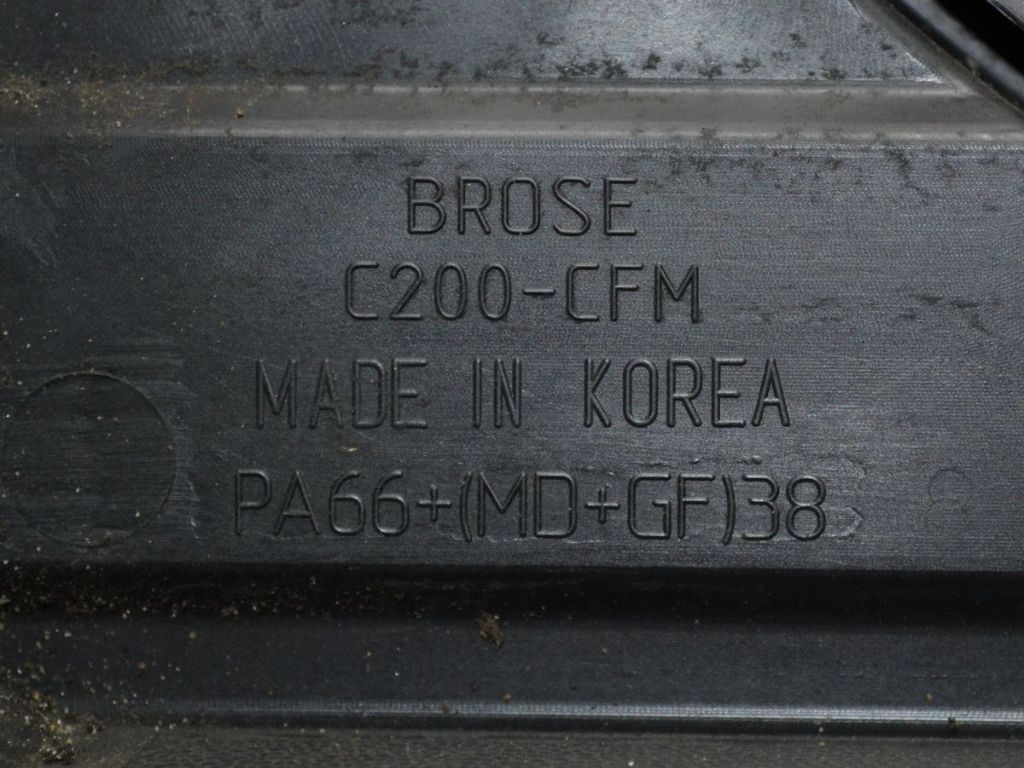 BROSE
C200-CFM
MADE IN KOREA
PA66+(MD+GF)38